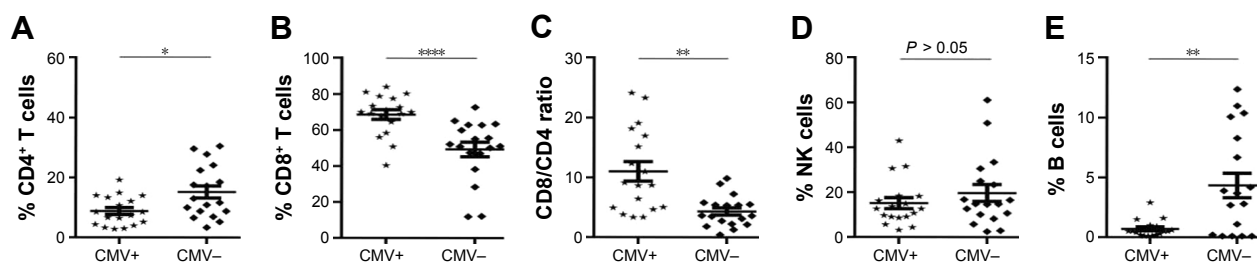 A
% CD4⁺ T cells
60
40
20
0
*
CMV+ CMV–
B
% CD8⁺ T cells
100
80
60
40
20
0
****
CMV+ CMV–
C
CD8/CD4 ratio
30
20
10
0
**
CMV+ CMV–
D
% NK cells
80
60
40
20
0
P > 0.05
CMV+ CMV–
E
% B cells
15
10
5
0
**
CMV+ CMV–